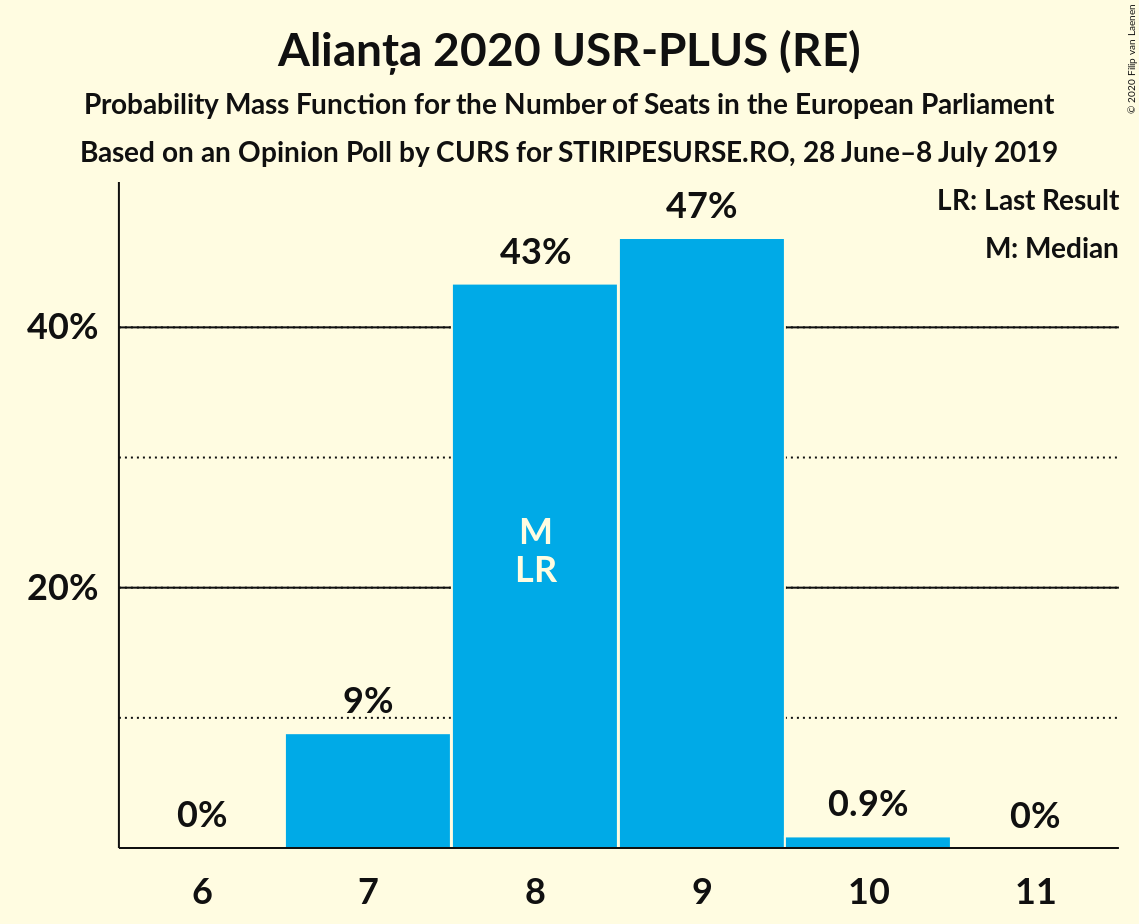 Alianța 2020 USR-PLUS (RE)
Probability Mass Function for the Number of Seats in the European Parliament
Based on an Opinion Poll by CURS for STIRIPESURSE.RO, 28 June–8 July 2019
© 2020 Filip van Laenen
LR: Last Result
M: Median
47%
43%
40%
M
LR
20%
9%
0%
0.9%
0%
6 7 8 9 10 11